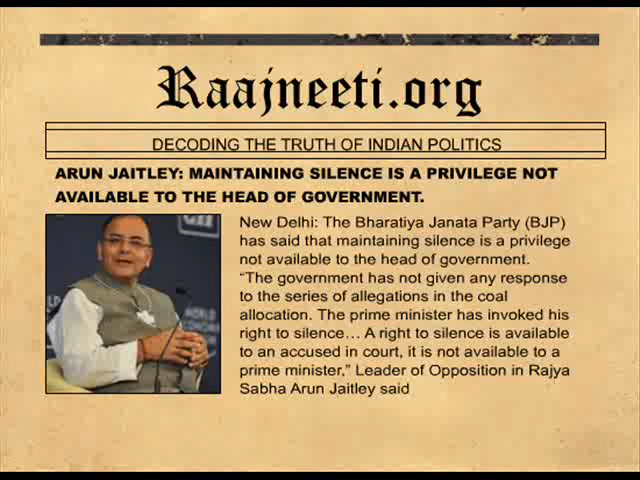 Raajneeti.org
DECODING THE TRUTH OF INDIAN POLITICS
ARUN JAITLEY: MAINTAINING SILENCE IS A PRIVILEGE NOT
AVAILABLE TO THE HEAD OF GOVERNMENT.
New Delhi: The Bharatiya Janata Party (BJP)
has said that maintaining silence is a privilege
not available to the head of government.
“The government has not given any response
to the series of allegations in the coal
allocation. The prime minister has invoked his
right to silence… A right to silence is available
to an accused in court, it is not available to a
prime minister,” Leader of Opposition in Rajya
Sabha Arun Jaitley said